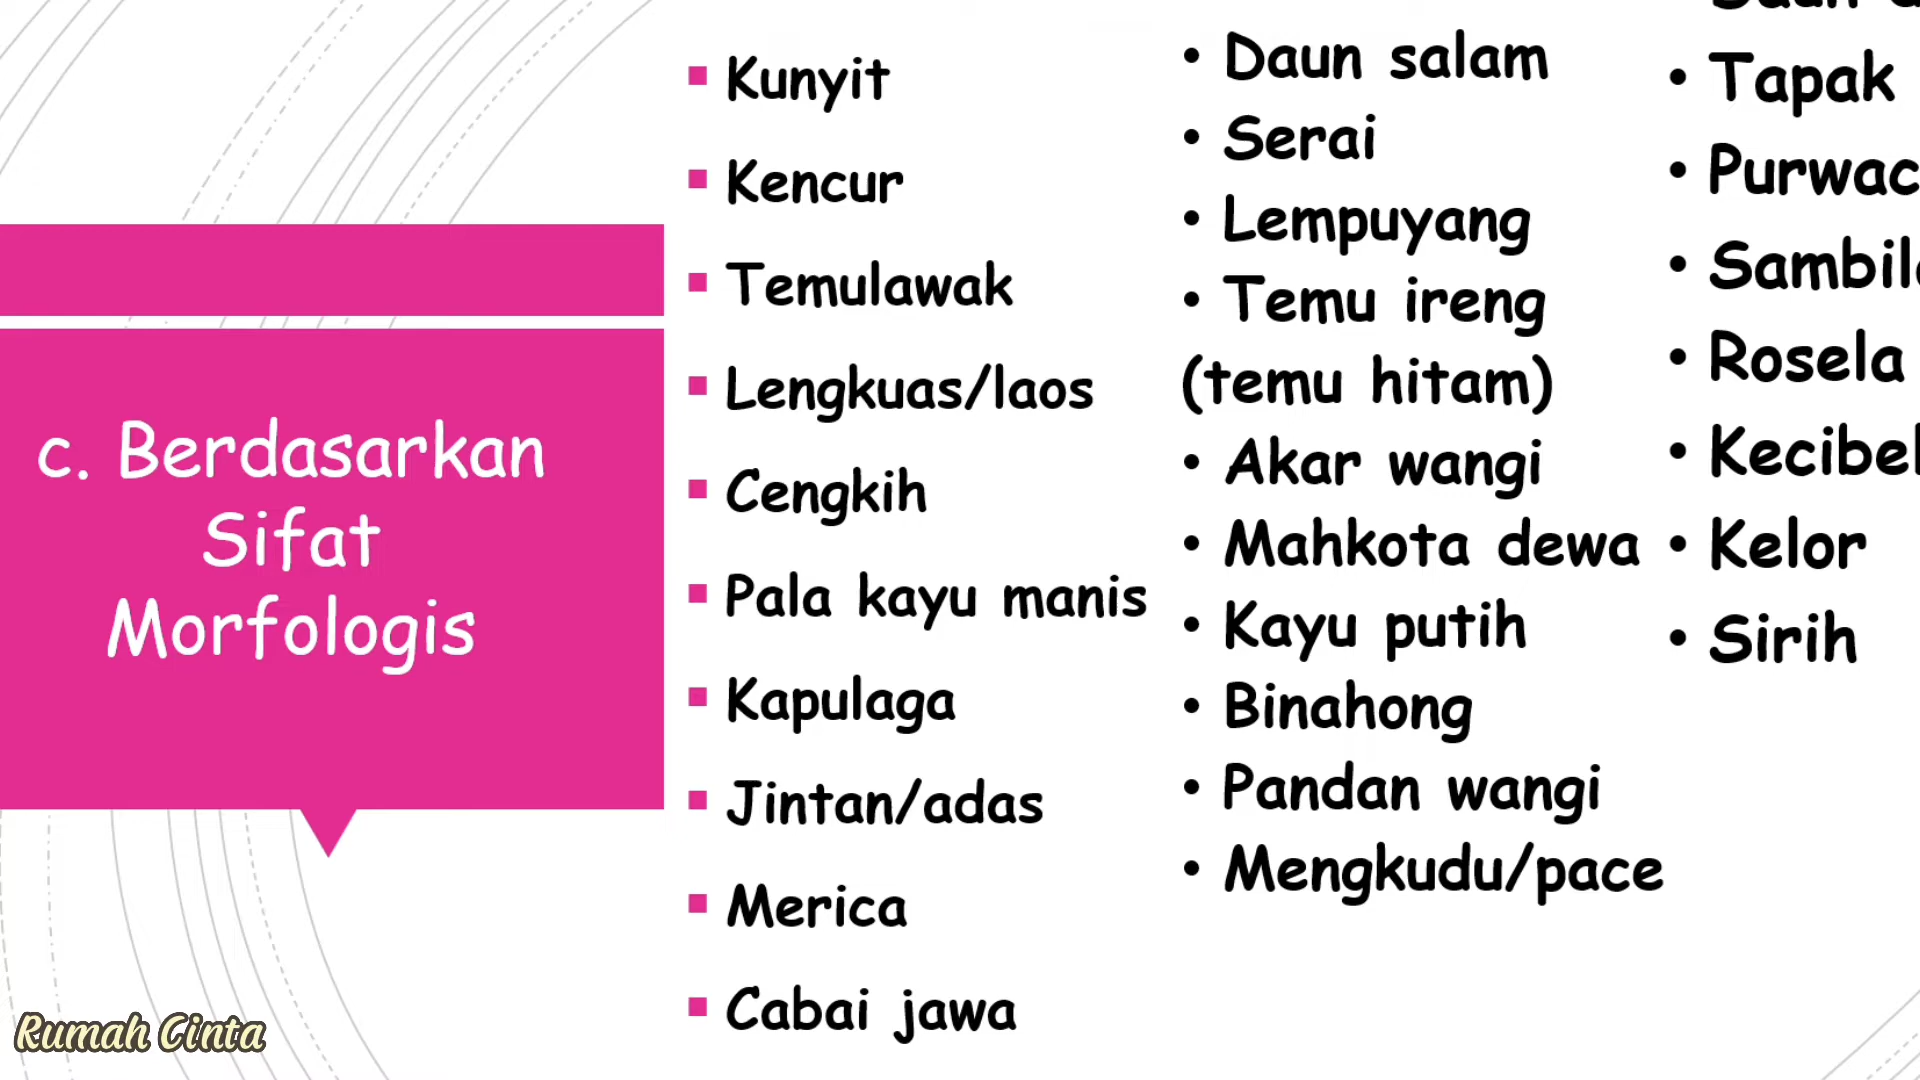 c. Berdasarkan
Sifat
Morfologis
Kunyit
Kencur
Temulawak
Lengkuas/laos
Cengkih
Pala kayu manis
Kapulaga
Jintan/adas
Merica
Cabai jawa
• Daun salam
• Serai
• Lempuyang
• Temu ireng
(temu hitam)
• Akar wangi
• Mahkota dewa
• Kayu putih
• Binahong
• Pandan wangi
• Mengkudu/pace
• Tapak
• Rosela
• Kelor
• Sirih
Rumah Cinta